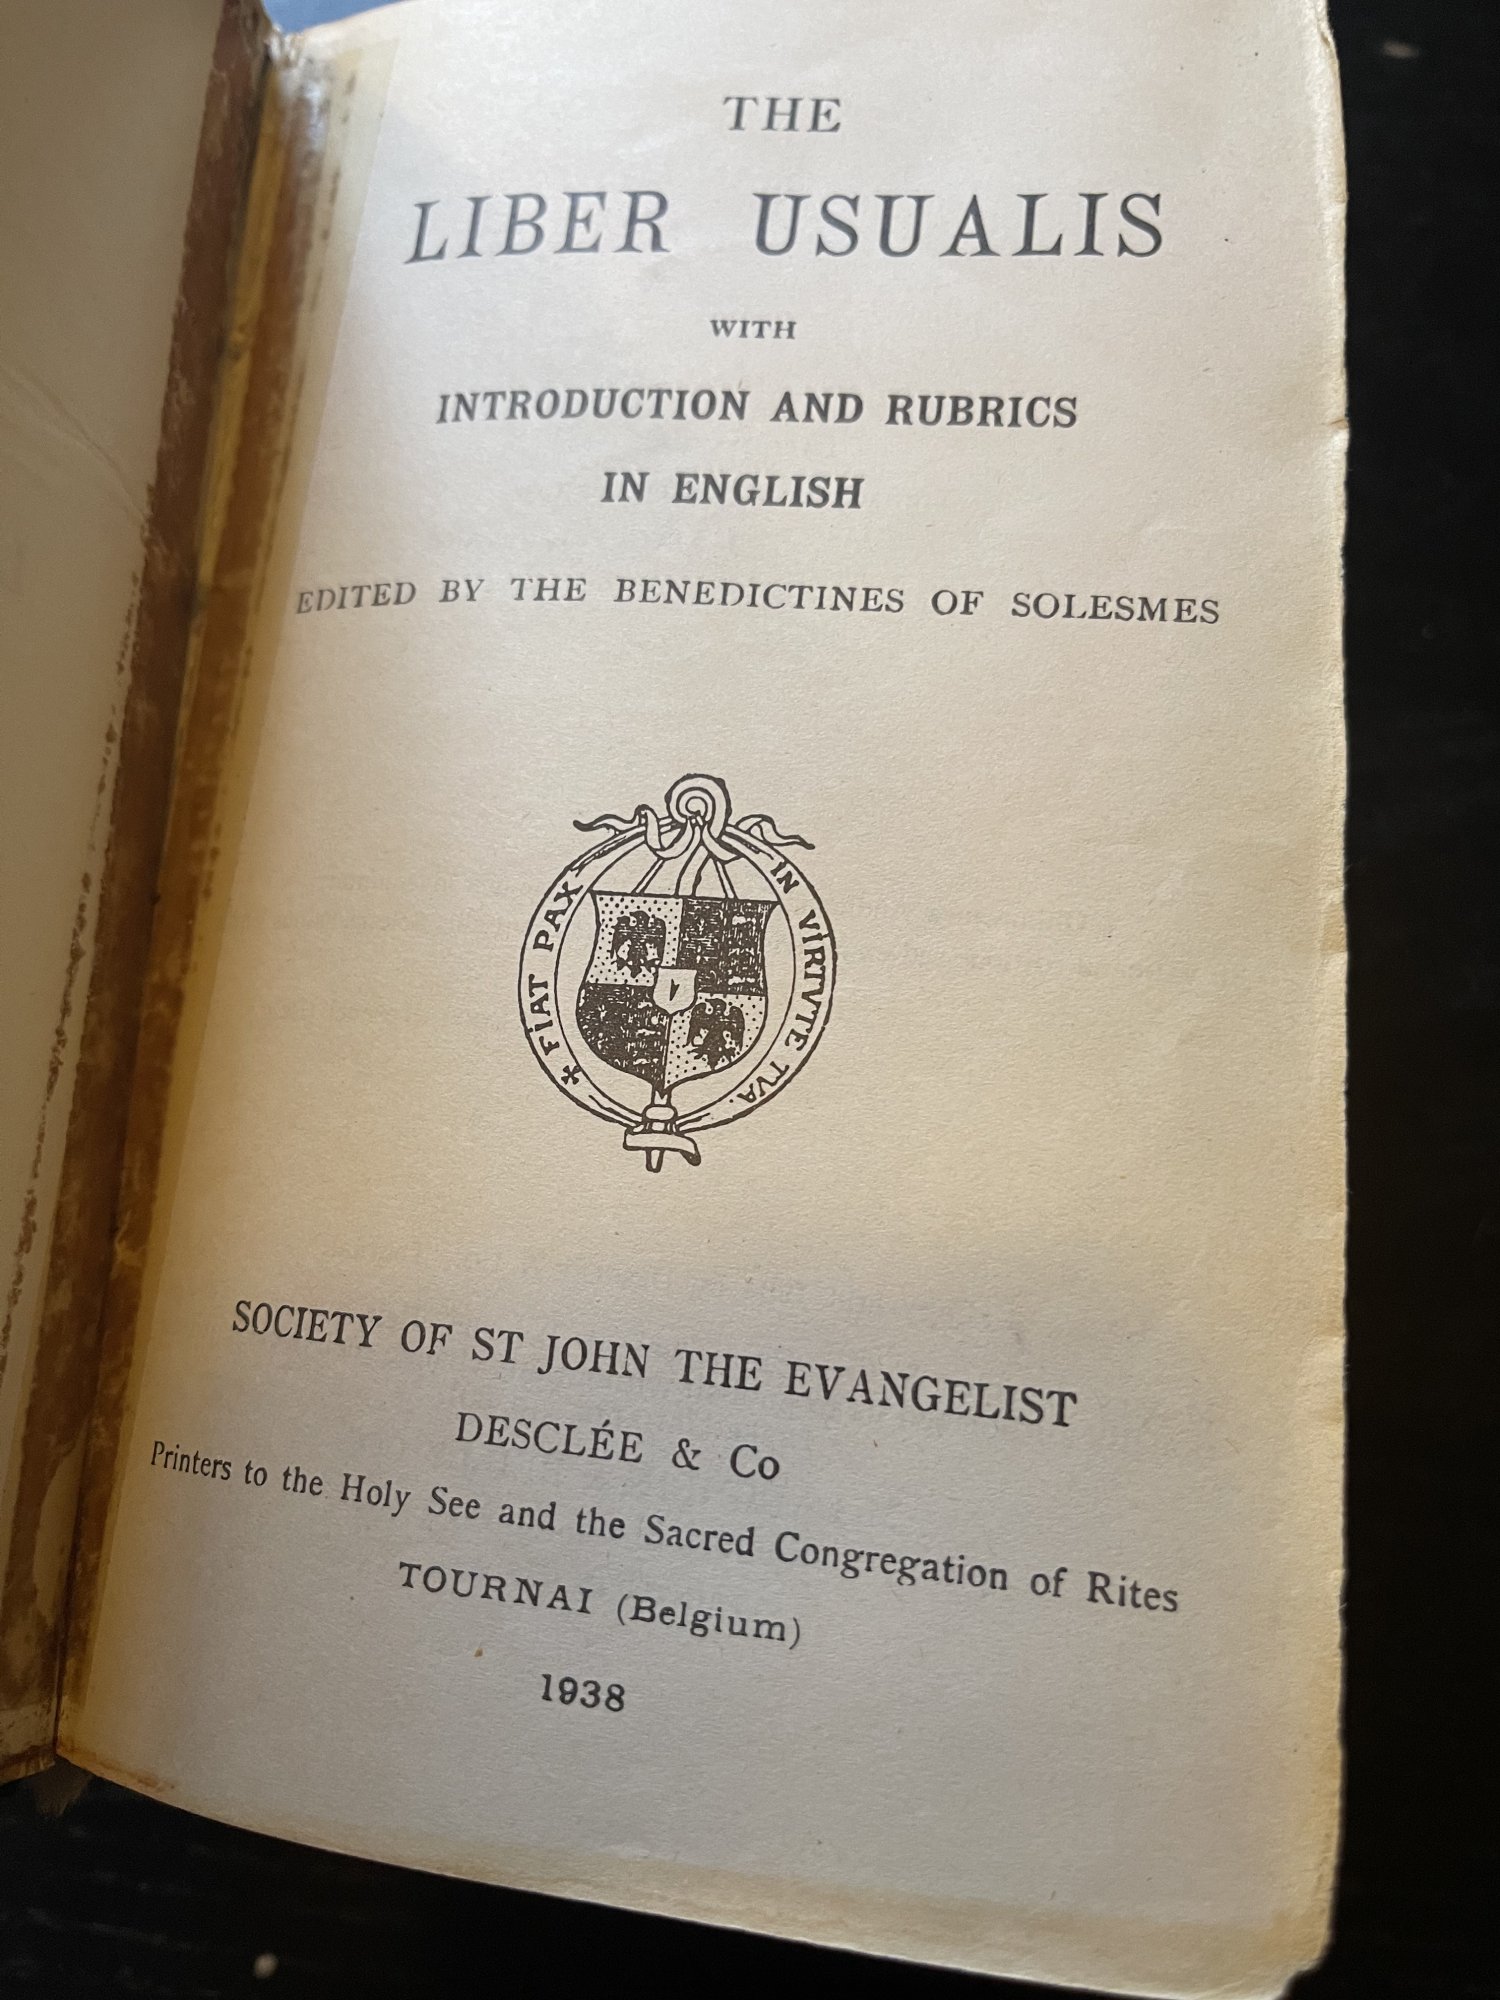 THE
LIBER USUALIS
WITH
INTRODUCTION AND RUBRICS
IN ENGLISH
EDITED BY THE BENEDICTINES OF SOLESMES
* FIAT PAX IN VIRTVTE TVA.
SOCIETY OF ST JOHN THE EVANGELIST
DESCLÉE & Co
Printers to the Holy See and the Sacred Congregation of Rites
TOURNAI (Belgium)
1938